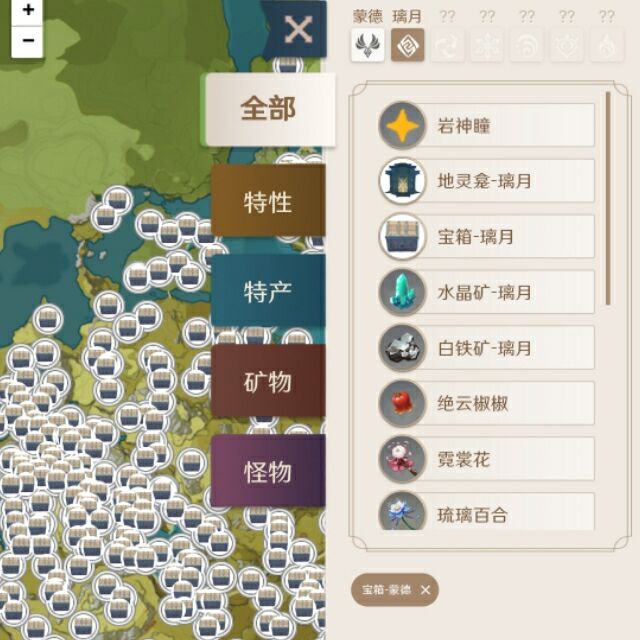 +
−
蒙德 璃月 ?? ?? ?? ?? ??
全部
特性
特产
矿物
怪物
岩神瞳
地灵龛-璃月
宝箱-璃月
水晶矿-璃月
白铁矿-璃月
绝云椒椒
霓裳花
琉璃百合
宝箱-蒙德 ×